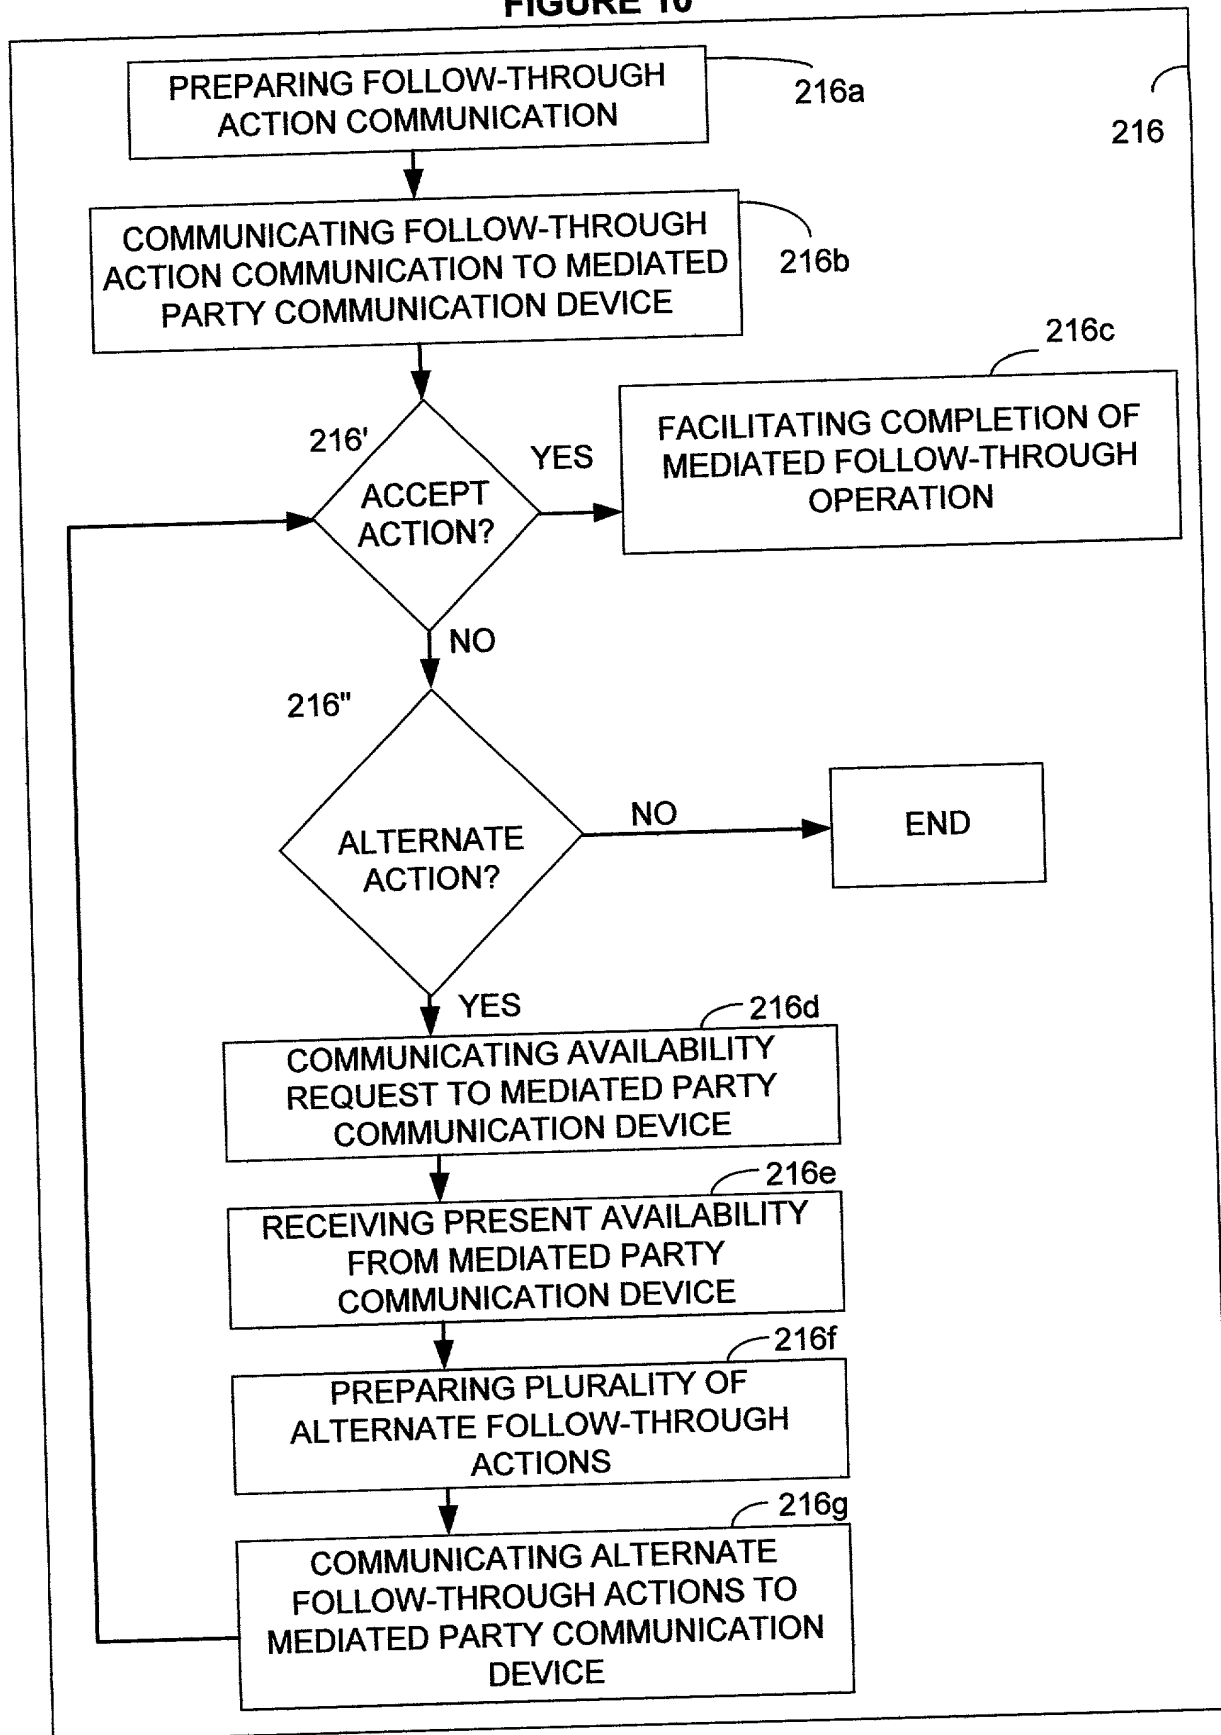 FIGURE 10
PREPARING FOLLOW-THROUGH
ACTION COMMUNICATION
216a
216
COMMUNICATING FOLLOW-THROUGH
ACTION COMMUNICATION TO MEDIATED
PARTY COMMUNICATION DEVICE
216b
216c
FACILITATING COMPLETION OF
MEDIATED FOLLOW-THROUGH
OPERATION
216'
YES
ACCEPT
ACTION?
NO
216"
ALTERNATE
ACTION?
NO
END
YES
216d
COMMUNICATING AVAILABILITY
REQUEST TO MEDIATED PARTY
COMMUNICATION DEVICE
216e
RECEIVING PRESENT AVAILABILITY
FROM MEDIATED PARTY
COMMUNICATION DEVICE
216f
PREPARING PLURALITY OF
ALTERNATE FOLLOW-THROUGH
ACTIONS
216g
COMMUNICATING ALTERNATE
FOLLOW-THROUGH ACTIONS TO
MEDIATED PARTY COMMUNICATION
DEVICE